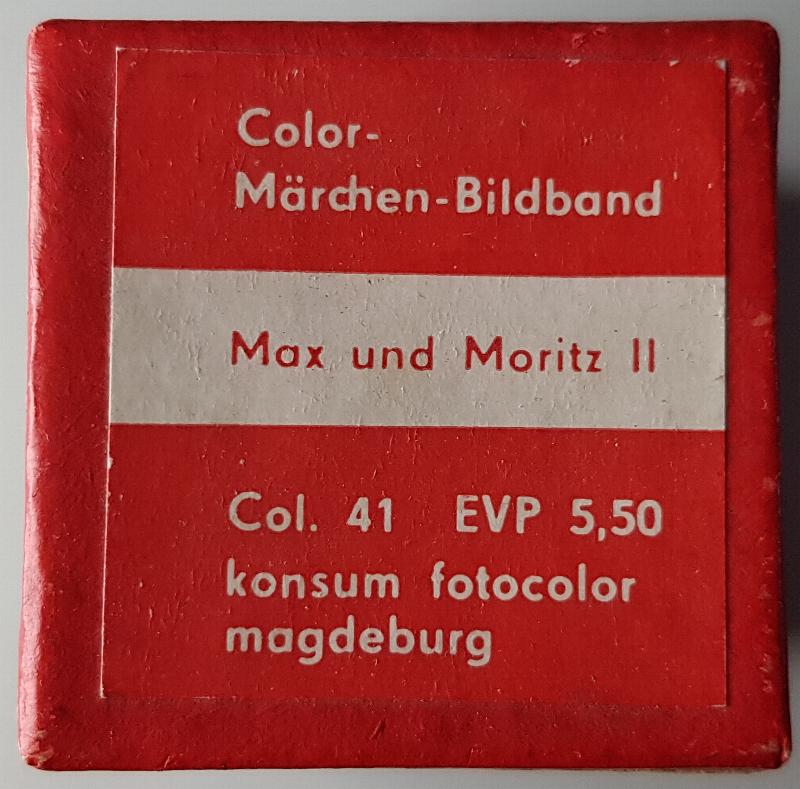 Color-
Märchen-Bildband
Max und Moritz II
Col. 41 EVP 5,50
konsum fotocolor
magdeburg